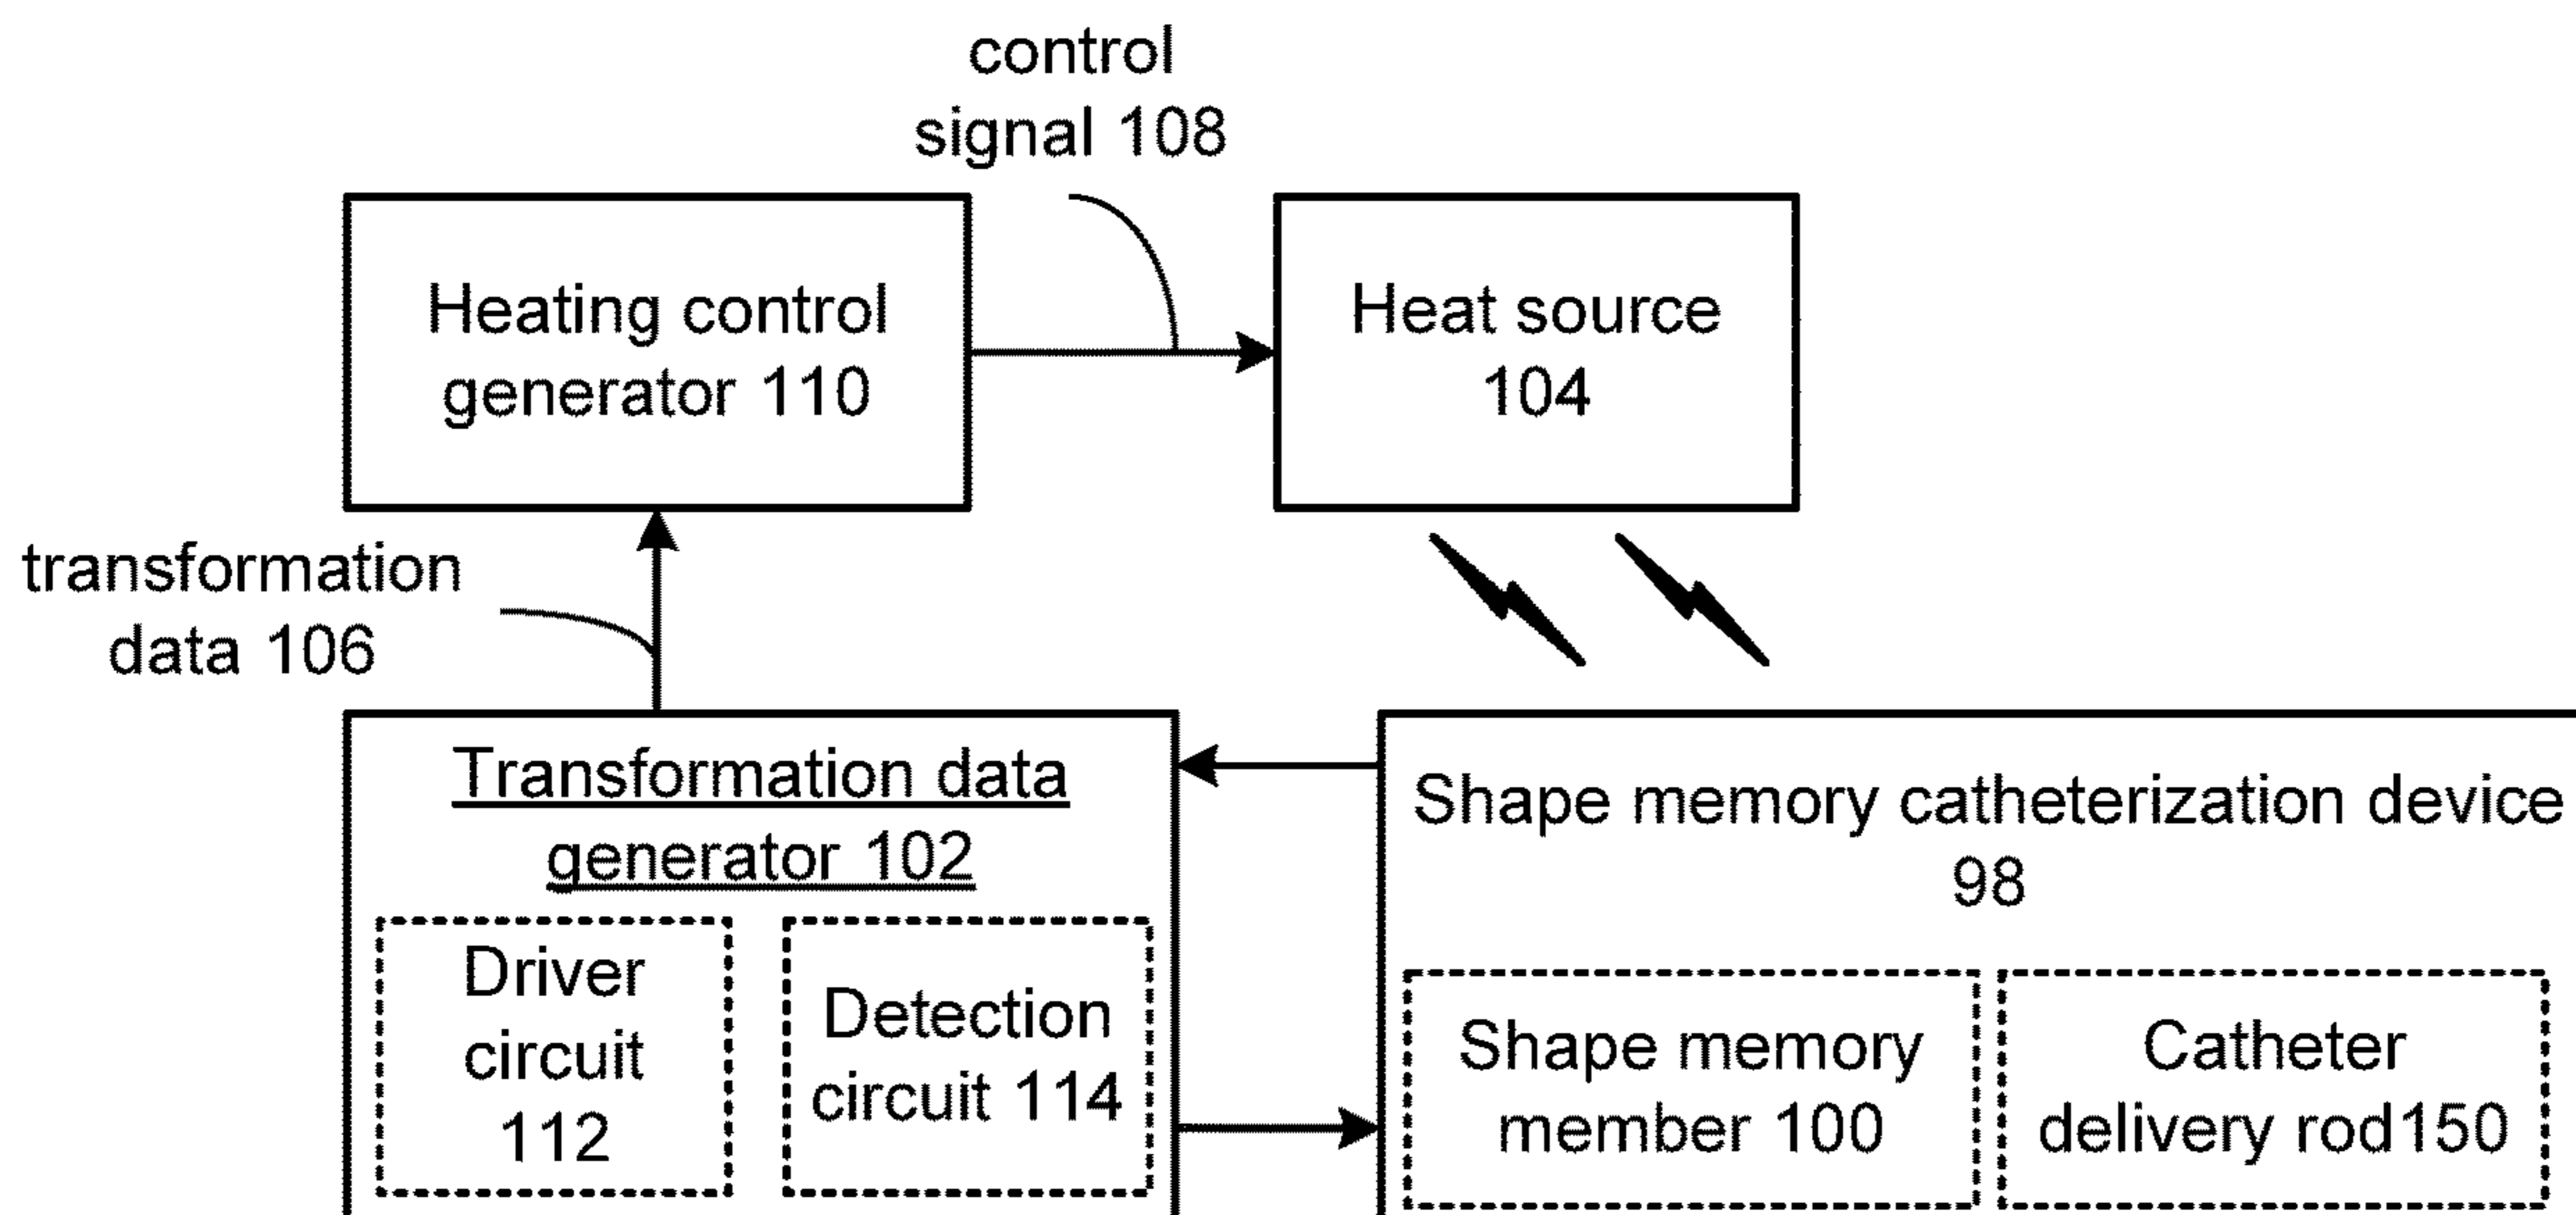 control
signal 108
Heating control
generator 110
Heat source
104
transformation
data 106
Transformation data
generator 102
Driver
circuit
112
Detection
circuit 114
Shape memory catheterization device
98
Shape memory
member 100
Catheter
delivery rod150